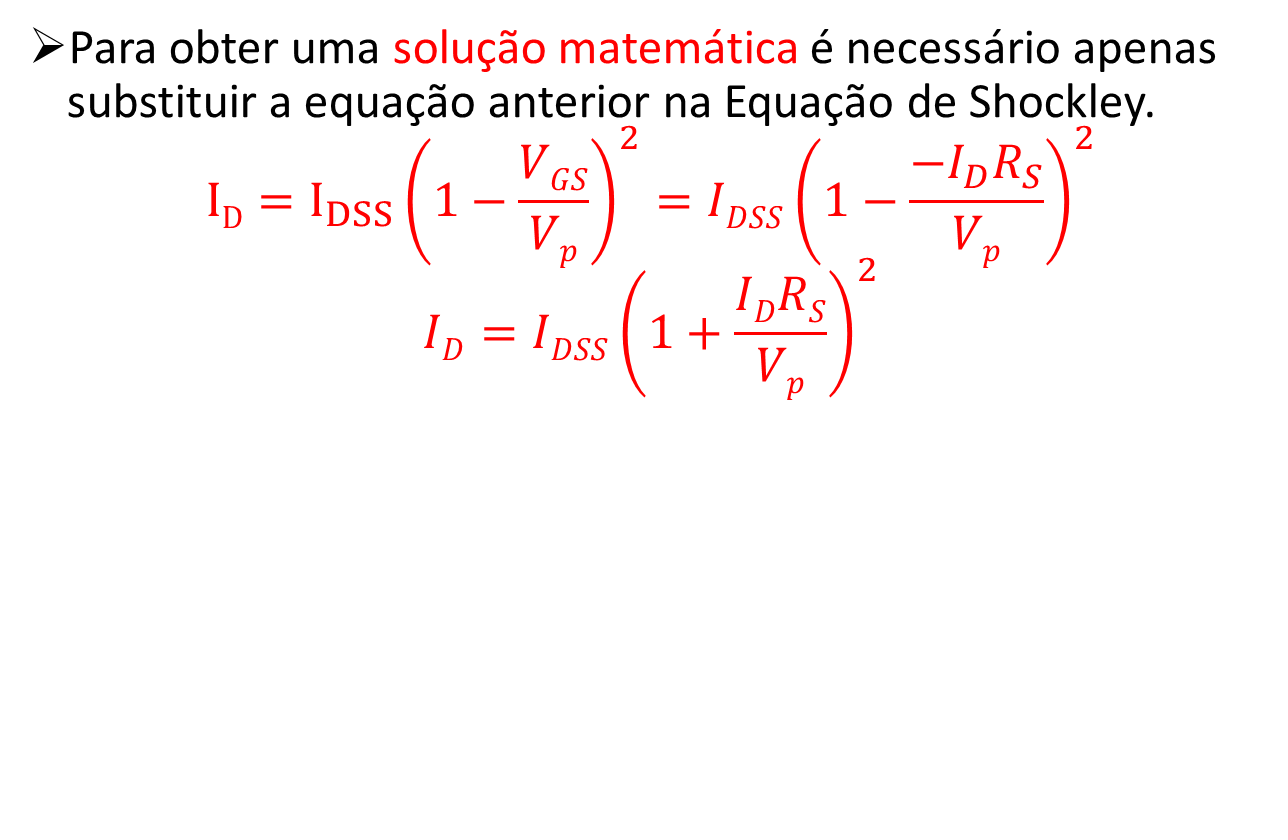 ➢Para obter uma solução matemática é necessário apenas
substituir a equação anterior na Equação de Shockley.
I_D = I_DSS (1 − V_GS/V_p)² = I_DSS (1 − −I_D R_S/V_p)²
I_D = I_DSS (1 + I_D R_S/V_p)²